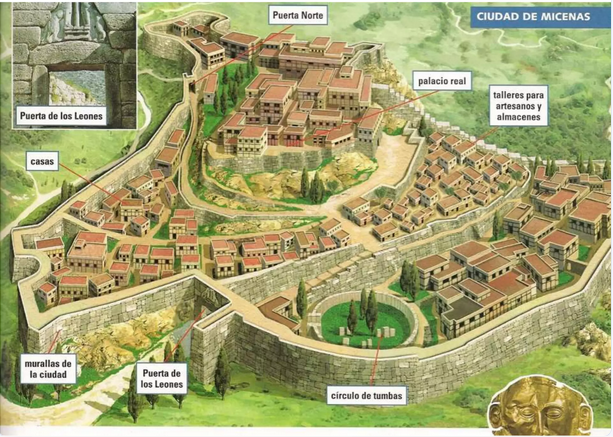 Puerta Norte
CIUDAD DE MICENAS
Puerta de los Leones
palacio real
talleres para
artesanos y
almacenes
casas
murallas de
la ciudad
Puerta de
los Leones
círculo de tumbas